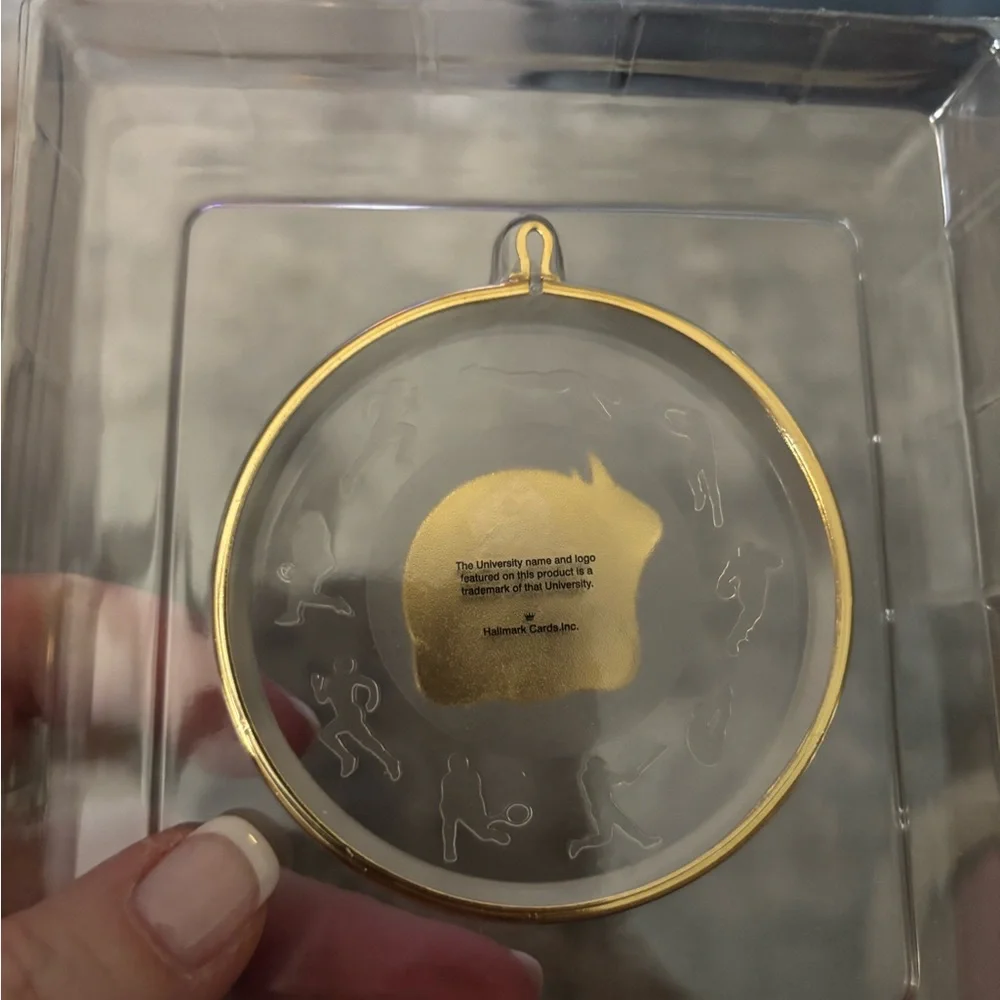 The University name and logo
featured on this product is a
trademark of that University.
Hallmark Cards.Inc.